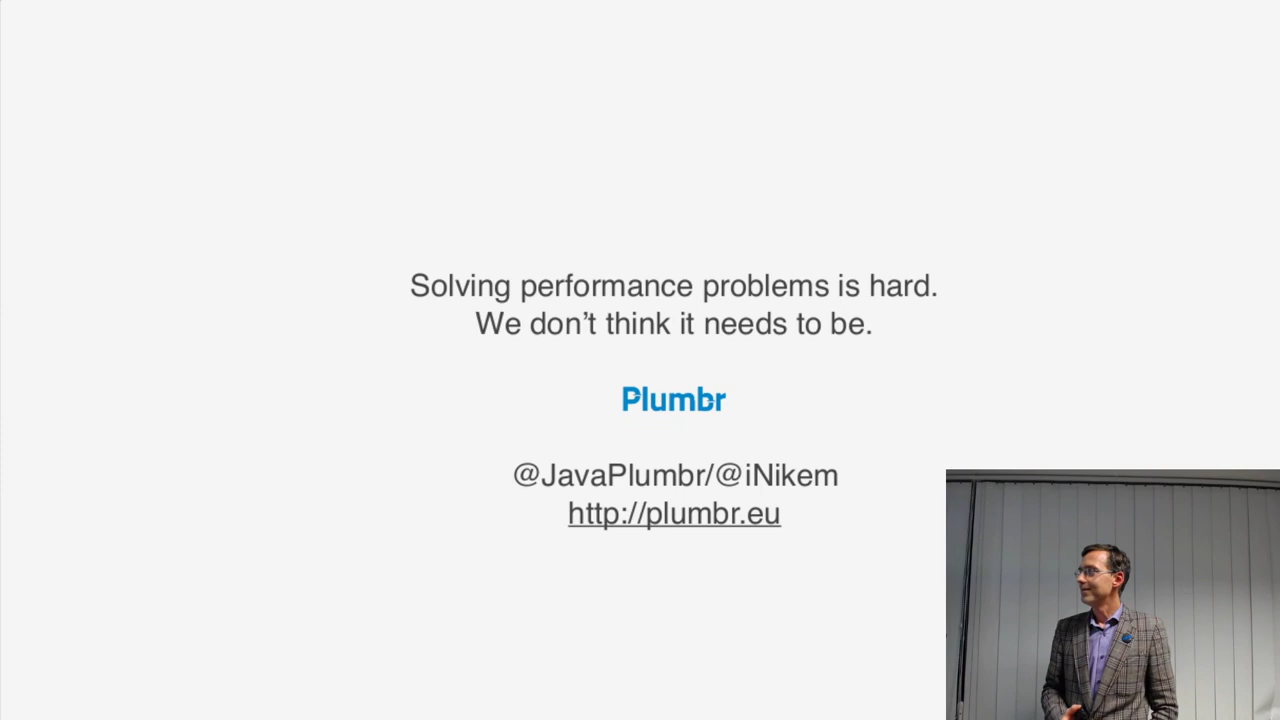 Solving performance problems is hard.
We don’t think it needs to be.
Plumbr
@JavaPlumbr/@iNikem
http://plumbr.eu